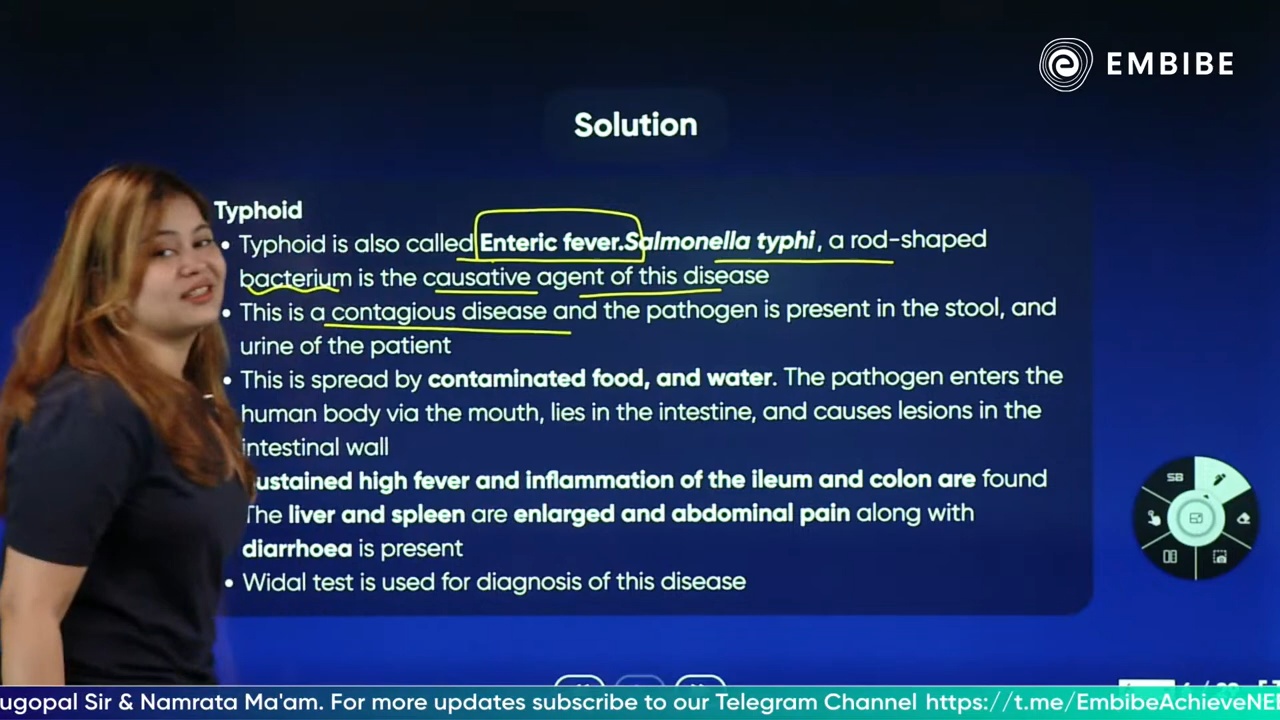 EMBIBE
Solution
Typhoid
• Typhoid is also called Enteric fever.Salmonella typhi, a rod-shaped
bacterium is the causative agent of this disease
• This is a contagious disease and the pathogen is present in the stool, and
urine of the patient
• This is spread by contaminated food, and water. The pathogen enters the
human body via the mouth, lies in the intestine, and causes lesions in the
intestinal wall
ustained high fever and inflammation of the ileum and colon are found
The liver and spleen are enlarged and abdominal pain along with
diarrhoea is present
• Widal test is used for diagnosis of this disease
SB
ugopal Sir & Namrata Ma'am. For more updates subscribe to our Telegram Channel https://t.me/EmbibeAchieveNE